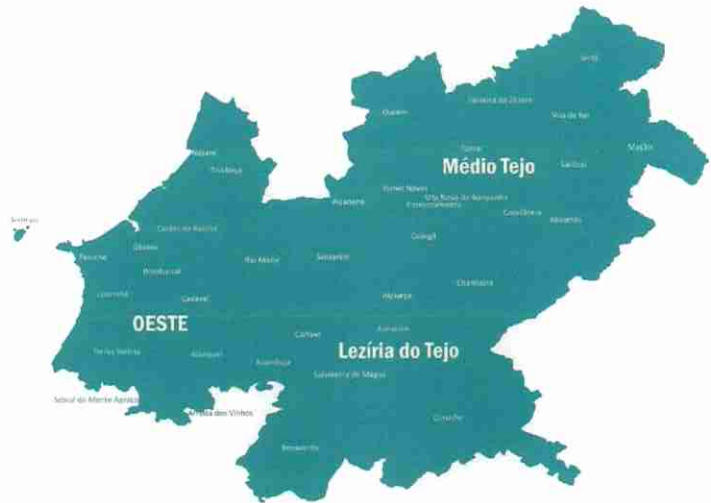 Sertã
Ferreira do Zêzere
Ourém
Vila de Rei
Tomar
Mação
Nazaré
Médio Tejo
Sardoal
Alcobaça
Torres Novas
Vila Nova da Barquinha
Alcanena
Entroncamento
Constância
Abrantes
Caldas da Rainha
Golegã
Óbidos
Peniche
Rio Maior
Santarém
Bombarral
Chamusca
Lourinhã
Cadaval
Alpiarça
OESTE
Almeirim
Cartaxo
Torres Vedras
Alenquer
Lezíria do Tejo
Azambuja
Salvaterra de Magos
Sobral de Monte Agraço
Arruda dos Vinhos
Coruche
Benavente